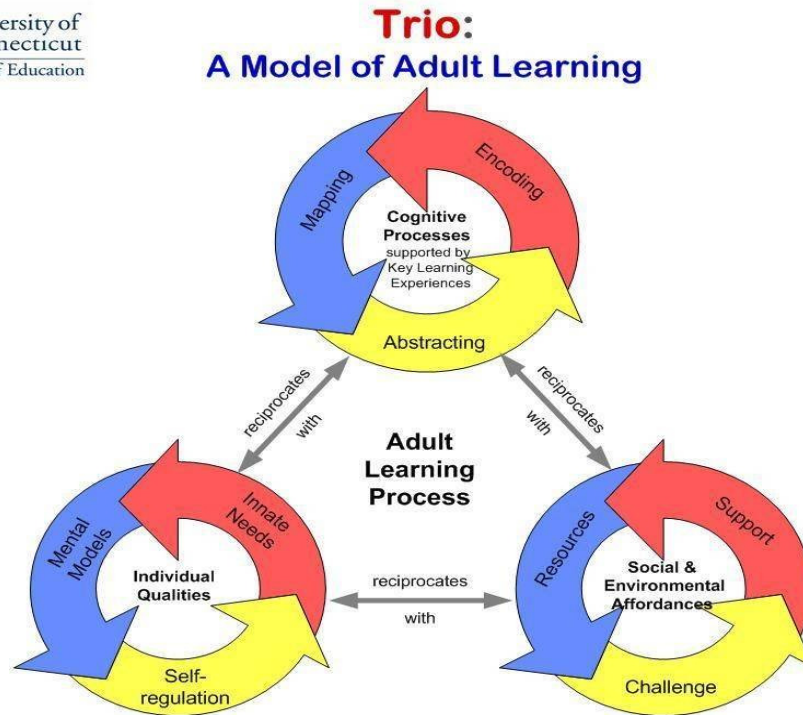 ersity of
necticut
f Education
Trio:
A Model of Adult Learning
Encoding
Mapping
Cognitive
Processes
supported by
Key Learning
Experiences
Abstracting
reciprocates
with
reciprocates
with
Adult
Learning
Process
Innate
Needs
Mental
Models
Individual
Qualities
Self-
regulation
reciprocates
with
Support
Resources
Social &
Environmental
Affordances
Challenge